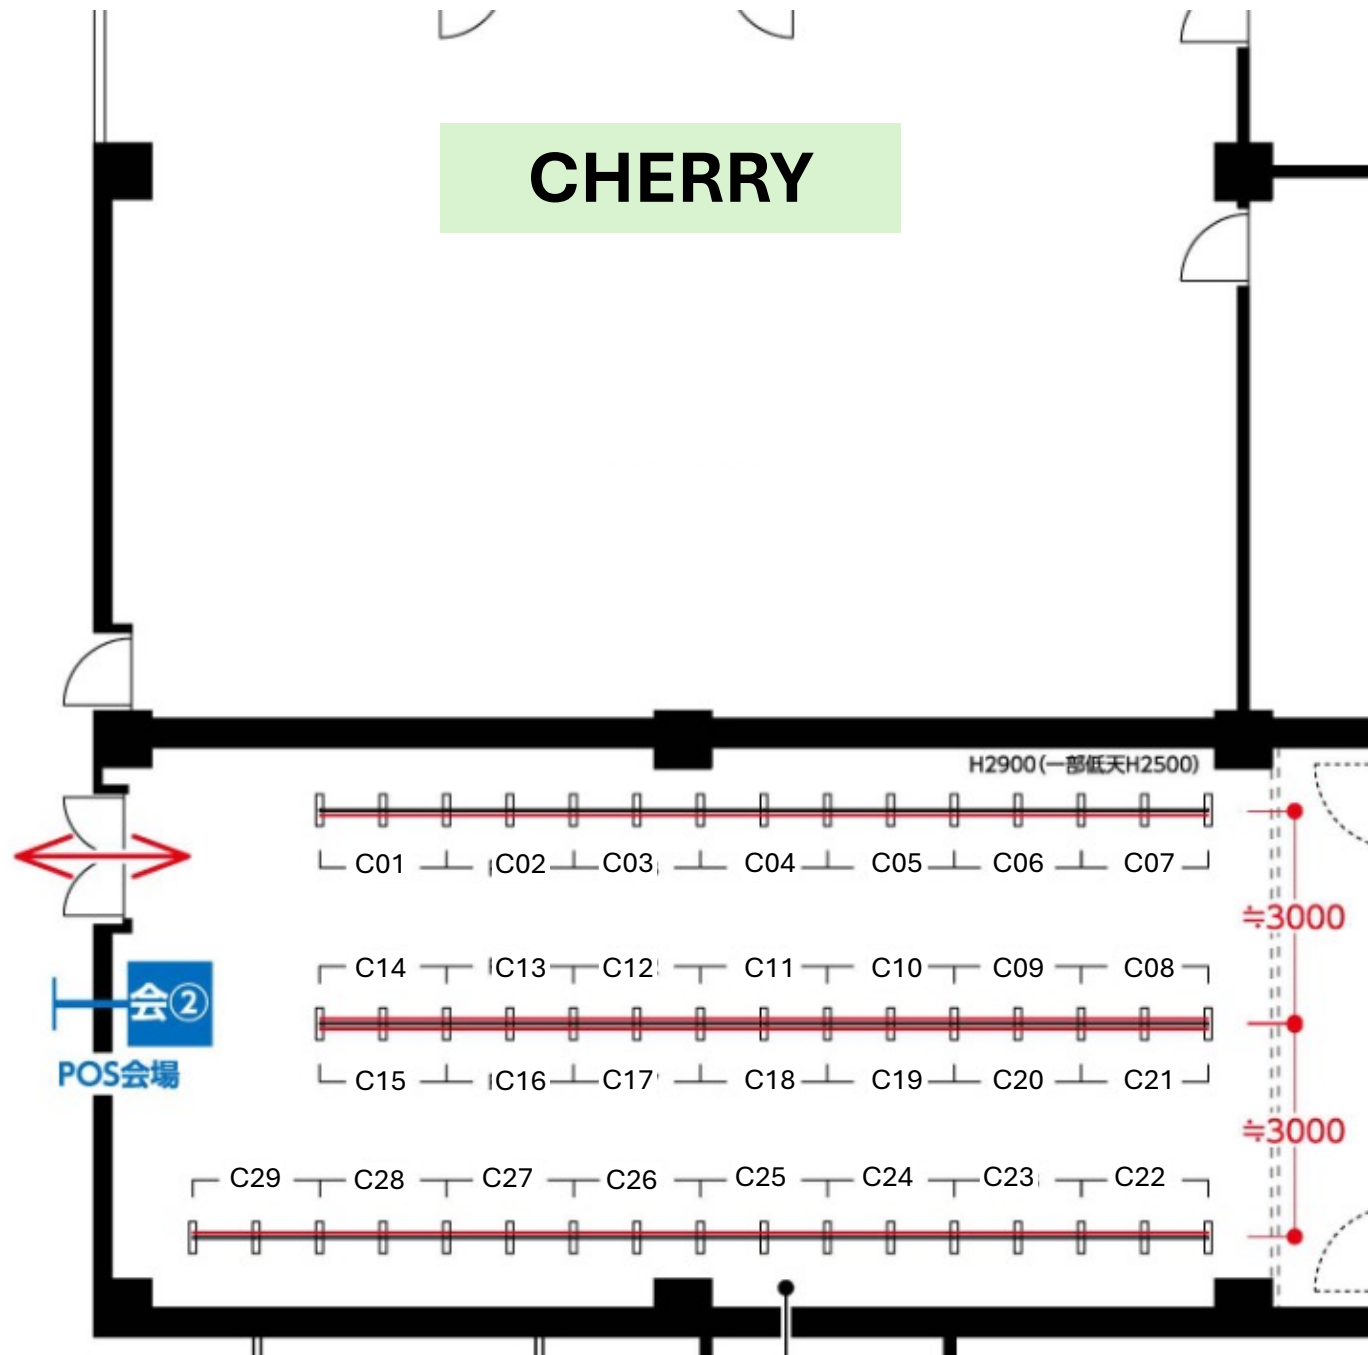 CHERRY
H2900(一部低天H2500)
C01 C02 C03 C04 C05 C06 C07
≒3000
C14 C13 C12 C11 C10 C09 C08
会②
POS会場
C15 C16 C17 C18 C19 C20 C21
≒3000
C29 C28 C27 C26 C25 C24 C23 C22